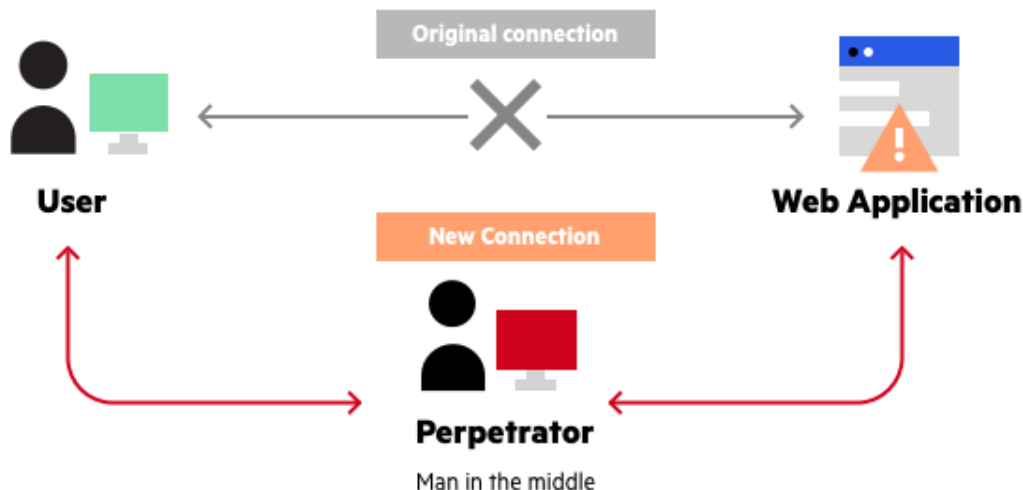 Original connection
User
Web Application
New Connection
Perpetrator
Man in the middle